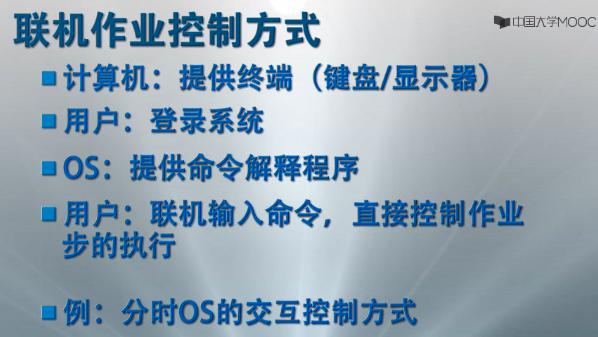 联机作业控制方式
中国大学MOOC
计算机：提供终端（键盘/显示器）
用户：登录系统
OS：提供命令解释程序
用户：联机输入命令，直接控制作业
步的执行
例：分时OS的交互控制方式